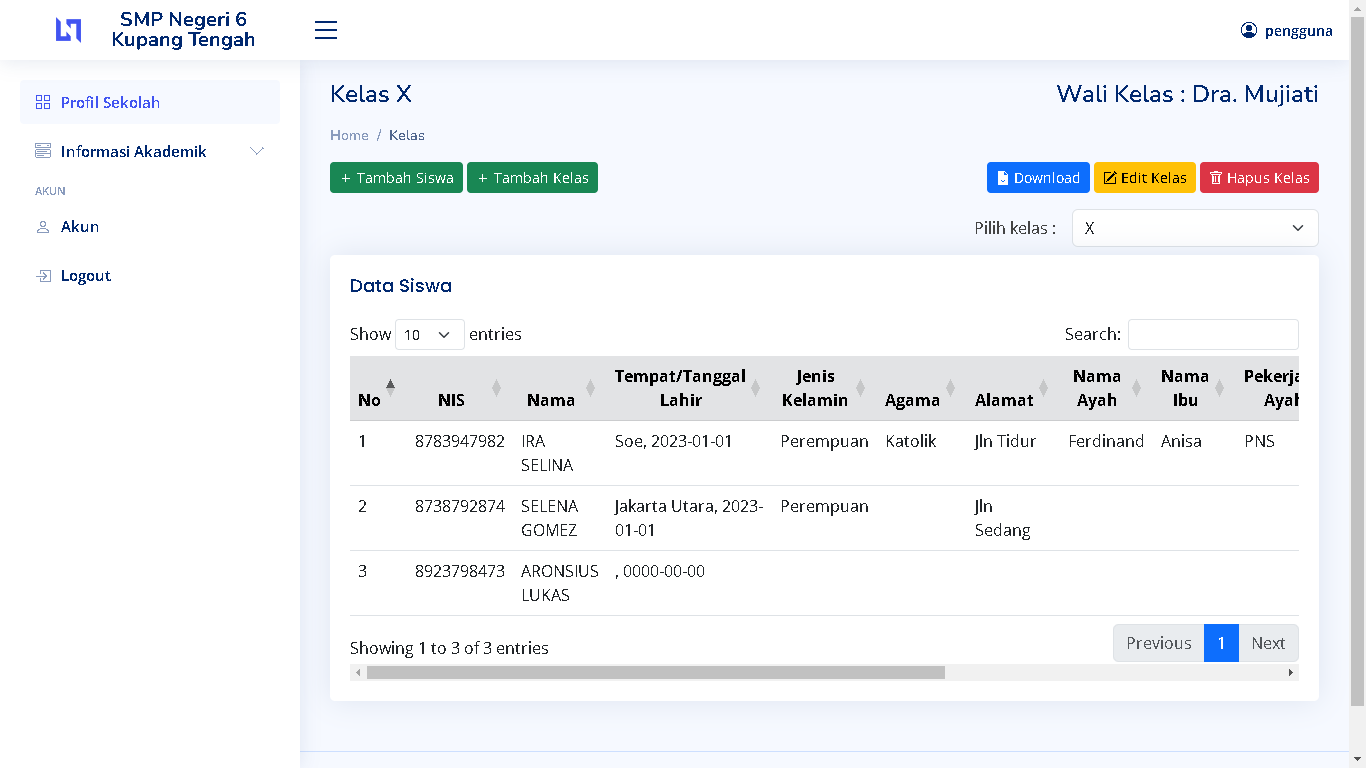 SMP Negeri 6
Kupang Tengah
pengguna
Profil Sekolah
Informasi Akademik
AKUN
Akun
Logout
Kelas X
Wali Kelas : Dra. Mujiati
Home / Kelas
+ Tambah Siswa
+ Tambah Kelas
Download
Edit Kelas
Hapus Kelas
Pilih kelas :
X
Data Siswa
Show 10 entries
Search:
No
NIS
Nama
Tempat/Tanggal
Lahir
Jenis
Kelamin
Agama
Alamat
Nama
Ayah
Nama
Ibu
Pekerja
Ayah
1
8783947982
IRA
SELINA
Soe, 2023-01-01
Perempuan
Katolik
Jln Tidur
Ferdinand
Anisa
PNS
2
8738792874
SELENA
GOMEZ
Jakarta Utara, 2023-
01-01
Perempuan
Jln
Sedang
3
8923798473
ARONSIUS
LUKAS
, 0000-00-00
Showing 1 to 3 of 3 entries
Previous
1
Next